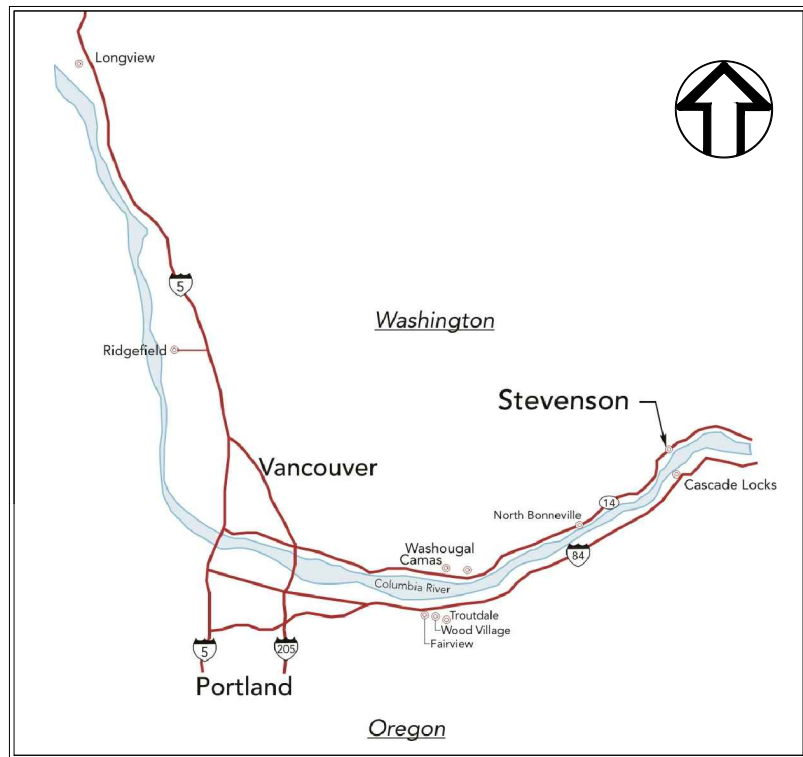 Longview
5
Washington
Ridgefield
Stevenson
Vancouver
Cascade Locks
14
North Bonneville
84
Washougal
Camas
Columbia River
Troutdale
Wood Village
Fairview
5
205
Portland
Oregon